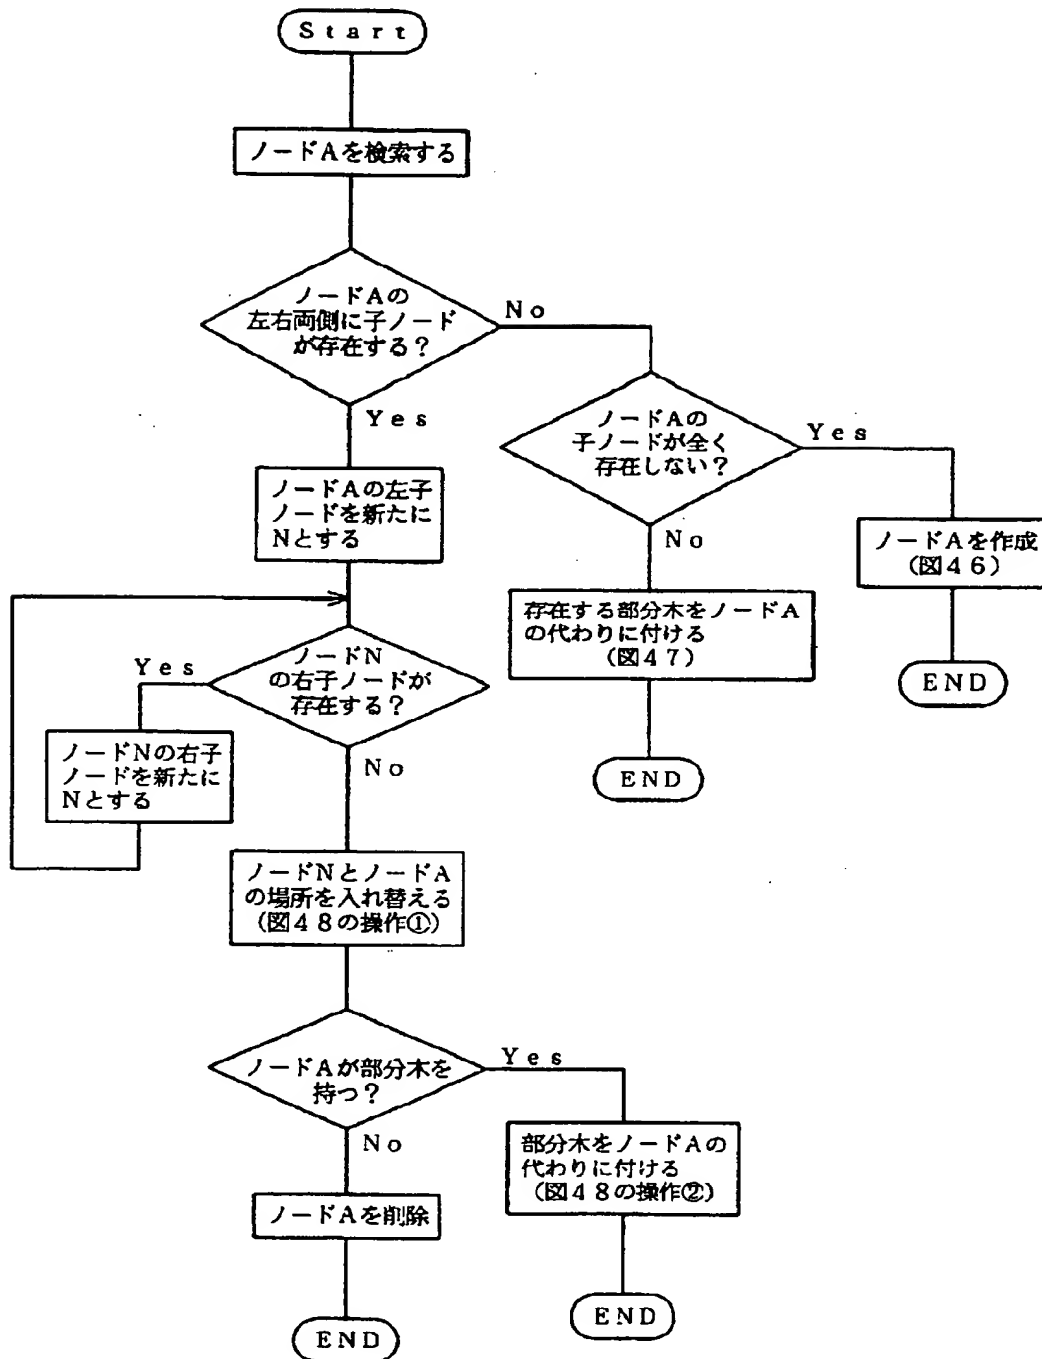 Start
ノードAを検索する
ノードAの
左右両側に子ノード
が存在する?
No
Yes
ノードAの
子ノードが全く
存在しない?
Yes
No
ノードAを作成
(図46)
END
存在する部分木をノードA
の代わりに付ける
(図47)
END
ノードAの左子
ノードを新たに
Nとする
ノードN
の右子ノードが
存在する?
Yes
No
ノードNの右子
ノードを新たに
Nとする
ノードNとノードA
の場所を入れ替える
(図48の操作①)
ノードAが部分木を
持つ?
Yes
No
部分木をノードAの
代わりに付ける
(図48の操作②)
END
ノードAを削除
END